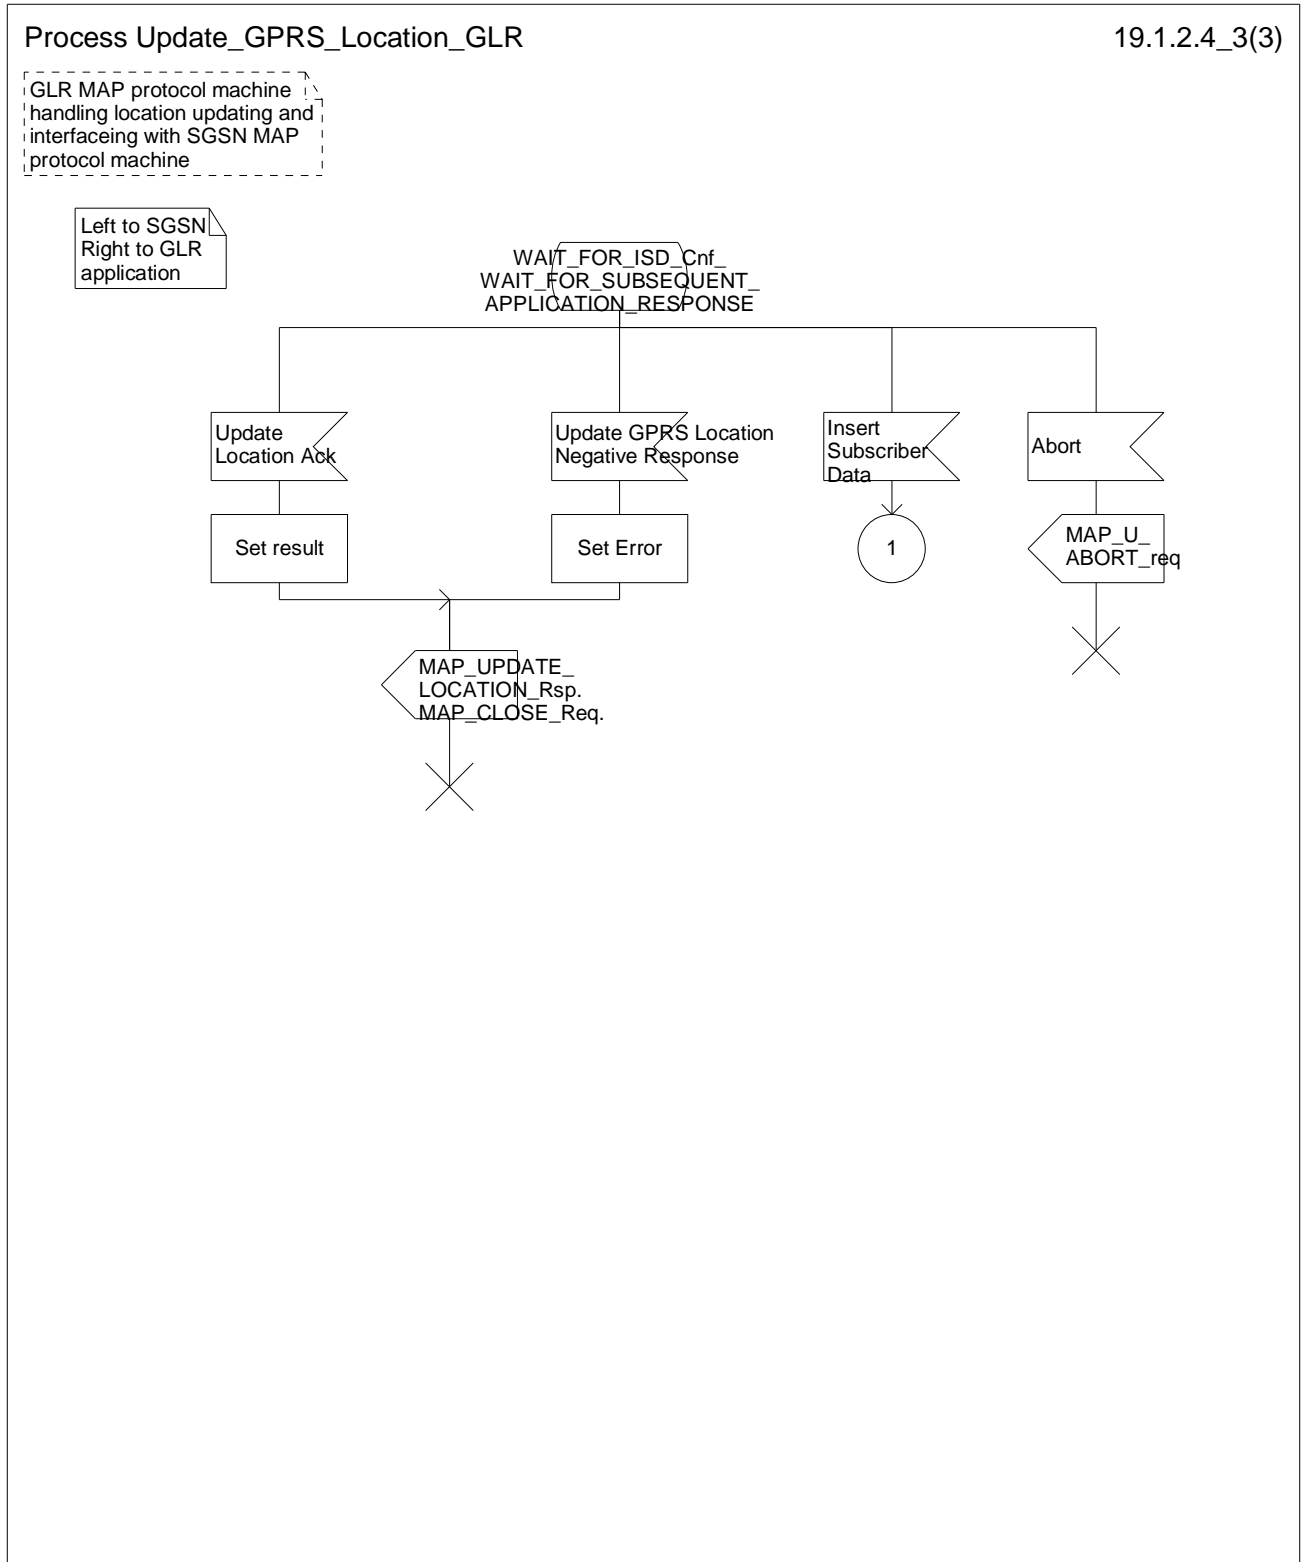 Process Update_GPRS_Location_GLR
19.1.2.4_3(3)
GLR MAP protocol machine
handling location updating and
interfaceing with SGSN MAP
protocol machine
Left to SGSN
Right to GLR
application
WAIT_FOR_ISD_Cnf_
WAIT_FOR_SUBSEQUENT_
APPLICATION_RESPONSE
Update
Location Ack
Update GPRS Location
Negative Response
Insert
Subscriber
Data
Abort
Set result
Set Error
1
MAP_U_
ABORT_req
MAP_UPDATE_
LOCATION_Rsp.
MAP_CLOSE_Req.